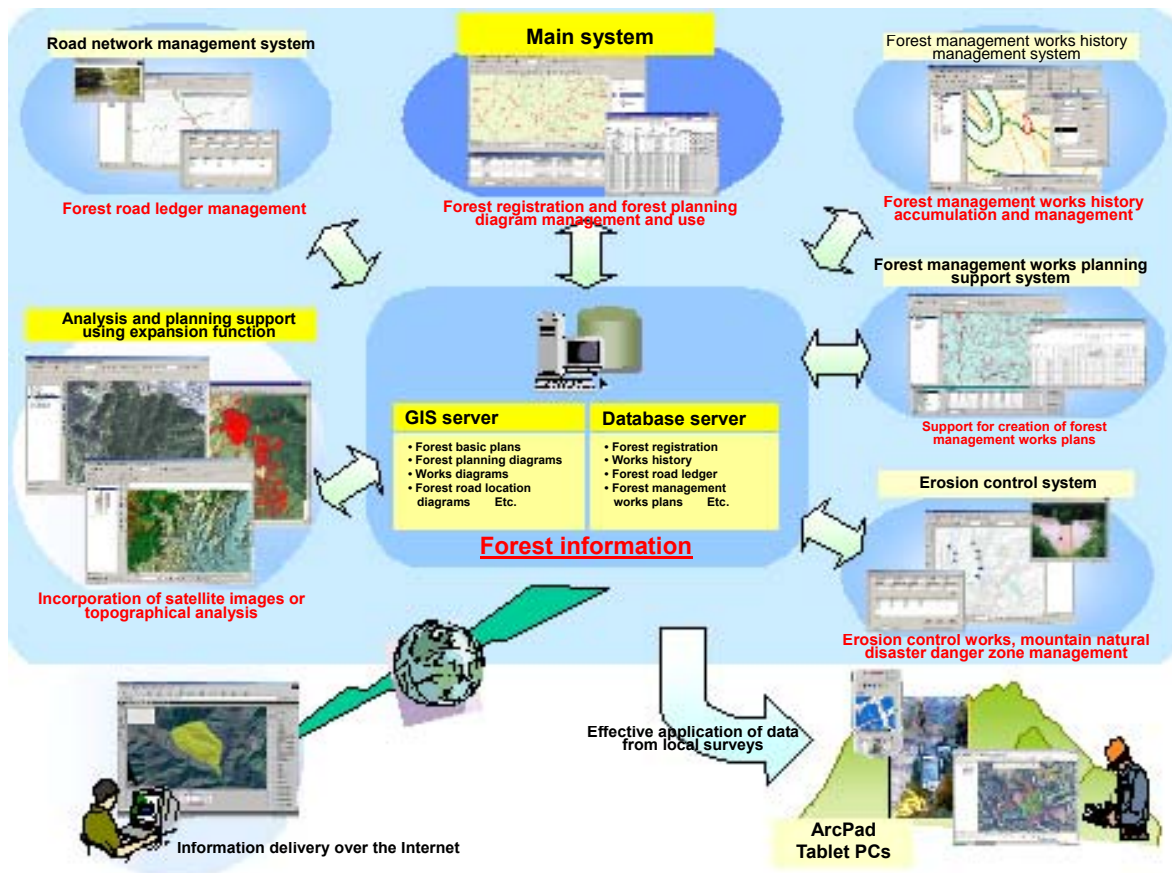 Road network management system
Forest road ledger management
Main system
Forest registration and forest planning
diagram management and use
Forest management works history
management system
Forest management works history
accumulation and management
Forest management works planning
support system
Support for creation of forest
management works plans
Analysis and planning support
using expansion function
Incorporation of satellite images or
topographical analysis
GIS server
• Forest basic plans
• Forest planning diagrams
• Works diagrams
• Forest road location
diagrams Etc.
Database server
• Forest registration
• Works history
• Forest road ledger
• Forest management
works plans Etc.
Forest information
Erosion control system
Erosion control works, mountain natural
disaster danger zone management
Information delivery over the Internet
Effective application of data
from local surveys
ArcPad
Tablet PCs